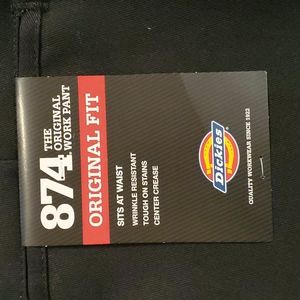 874
THE
ORIGINAL
WORK PANT
ORIGINAL FIT
SITS AT WAIST
WRINKLE RESISTANT
TOUGH ON STAINS
CENTER CREASE
Dickies
QUALITY WORKWEAR SINCE 1922